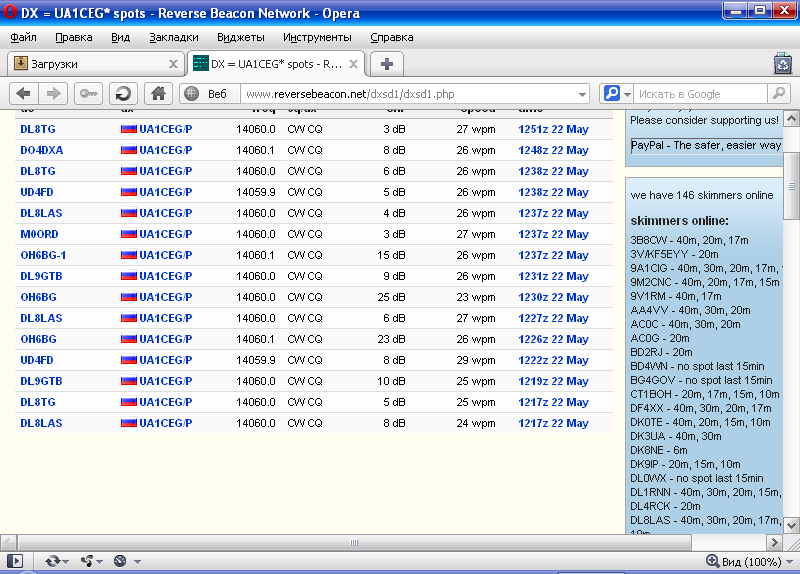 DX = UA1CEG* spots - Reverse Beacon Network - Opera
Файл Правка Вид Закладки Виджеты Инструменты Справка
Загрузки DX = UA1CEG* spots - R...
Веб www.reversebeacon.net/dxsd1/dxsd1.php Искать в Google
DL8TG UA1CEG/P 14060.0 CW CQ 3 dB 27 wpm 1251z 22 May
DO4DXA UA1CEG/P 14060.1 CW CQ 8 dB 26 wpm 1248z 22 May
DL8TG UA1CEG/P 14060.0 CW CQ 6 dB 26 wpm 1238z 22 May
UD4FD UA1CEG/P 14059.9 CW CQ 5 dB 26 wpm 1238z 22 May
DL8LAS UA1CEG/P 14060.0 CW CQ 4 dB 26 wpm 1237z 22 May
M0ORD UA1CEG/P 14060.0 CW CQ 3 dB 27 wpm 1237z 22 May
OH6BG-1 UA1CEG/P 14060.1 CW CQ 15 dB 26 wpm 1237z 22 May
DL9GTB UA1CEG/P 14060.0 CW CQ 9 dB 26 wpm 1231z 22 May
OH6BG UA1CEG/P 14060.0 CW CQ 25 dB 23 wpm 1230z 22 May
DL8LAS UA1CEG/P 14060.0 CW CQ 6 dB 27 wpm 1227z 22 May
OH6BG UA1CEG/P 14060.1 CW CQ 23 dB 26 wpm 1226z 22 May
UD4FD UA1CEG/P 14059.9 CW CQ 8 dB 29 wpm 1222z 22 May
DL9GTB UA1CEG/P 14060.0 CW CQ 10 dB 25 wpm 1219z 22 May
DL8TG UA1CEG/P 14060.0 CW CQ 5 dB 25 wpm 1217z 22 May
DL8LAS UA1CEG/P 14060.0 CW CQ 8 dB 24 wpm 1217z 22 May
Please consider supporting us!
PayPal - The safer, easier way
we have 146 skimmers online
skimmers online:
3B8CW - 40m, 20m, 17m
3V/KF5EYY - 20m
9A1CIG - 40m, 30m, 20m, 17m,
9M2CNC - 40m, 20m, 17m, 15m
9V1RM - 40m, 17m
AA4VV - 40m, 30m, 20m
AC0C - 40m, 30m, 20m
AC0G - 20m
BD2RJ - 20m
BD4WN - no spot last 15min
BG4GOV - no spot last 15min
CT1BOH - 20m, 17m, 15m, 10m
DF4XX - 40m, 30m, 20m, 17m
DK0TE - 40m, 20m, 15m, 10m
DK3UA - 40m, 30m
DK8NE - 6m
DK9IP - 20m, 15m, 10m
DL0WX - no spot last 15min
DL1RNN - 40m, 30m, 20m, 15m,
DL4RCK - 20m
DL8LAS - 40m, 30m, 20m, 17m,
Вид (100%)